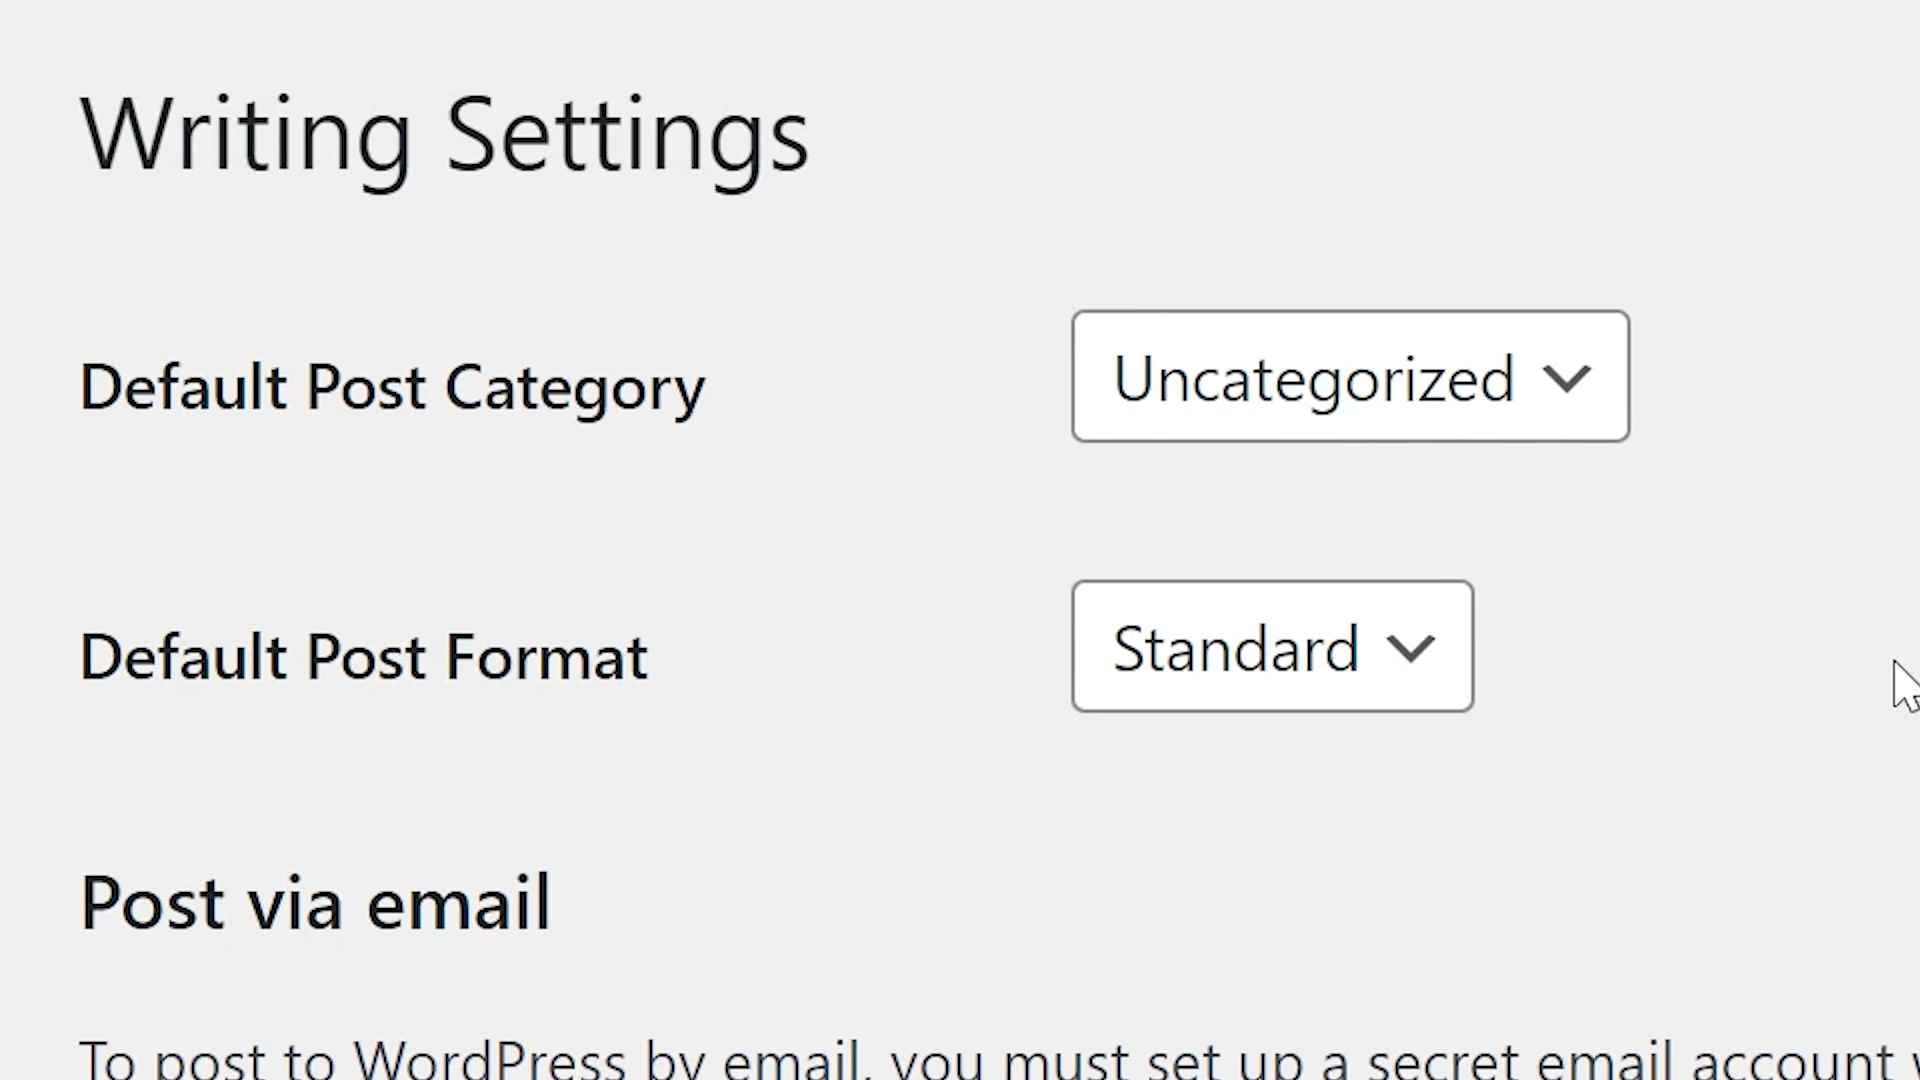 Writing Settings
Default Post Category
Uncategorized
Default Post Format
Standard
Post via email
To post to WordPress by email, you must set up a secret email account